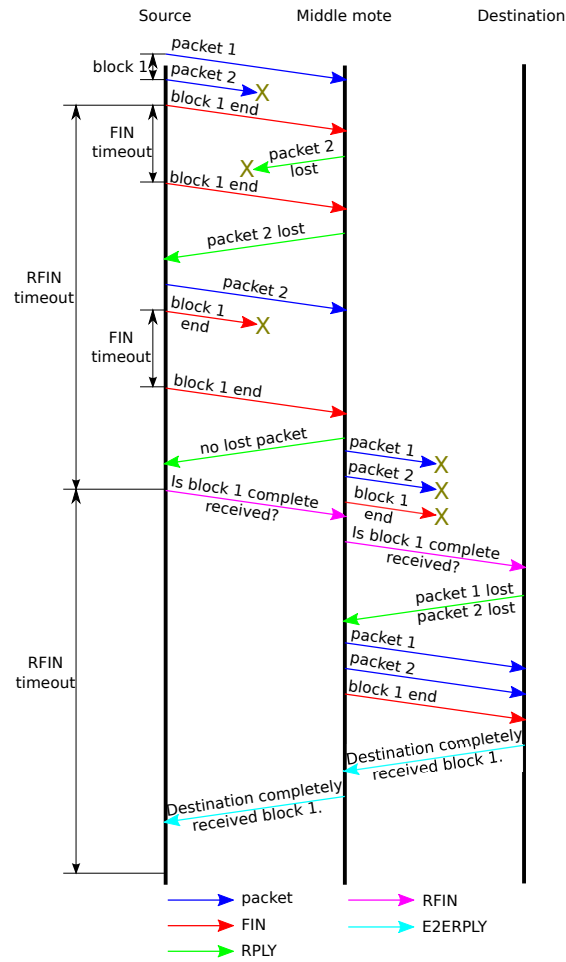 Source
Middle mote
Destination
packet 1
block 1
packet 2
X
block 1 end
FIN
timeout
packet 2
lost
X
block 1 end
packet 2 lost
RFIN
timeout
packet 2
block 1
end
X
FIN
timeout
block 1 end
no lost packet
packet 1
X
packet 2
X
Is block 1 complete
received?
block 1
end
X
Is block 1 complete
received?
packet 1 lost
packet 2 lost
packet 1
RFIN
timeout
packet 2
block 1 end
Destination completely
received block 1.
Destination completely
received block 1.
packet
RFIN
FIN
E2ERPLY
RPLY